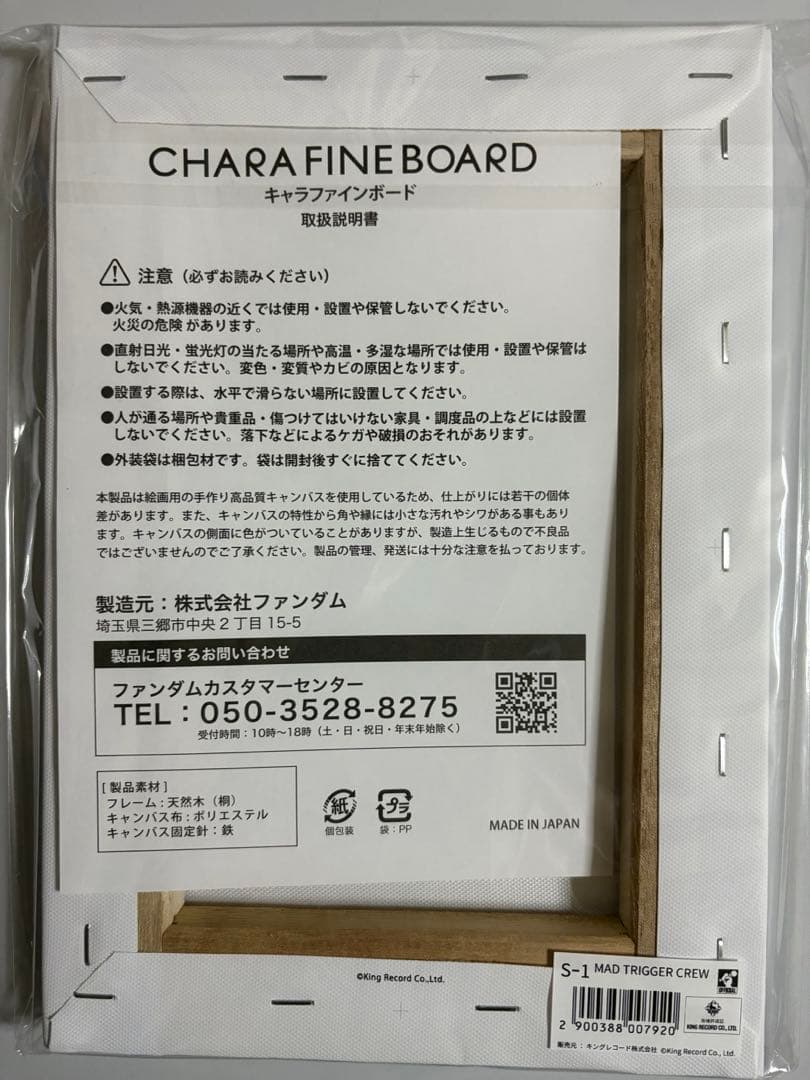 CHARA FINE BOARD
キャラファインボード
取扱説明書
注意（必ずお読みください）
●火気・熱源機器の近くでは使用・設置や保管しないでください。
火災の危険 があります。
●直射日光・蛍光灯の当たる場所や高温・多湿な場所では使用・設置や保管は
しないでください。変色・変質やカビの原因となります。
●設置する際は、水平で滑らない場所に設置してください。
●人が通る場所や貴重品・傷つけてはいけない家具・調度品の上などには設置
しないでください。落下などによるケガや破損のおそれがあります。
●外装袋は梱包材です。袋は開封後すぐに捨ててください。
本製品は絵画用の手作り高品質キャンバスを使用しているため、仕上がりには若干の個体
差があります。また、キャンバスの特性から角や縁には小さな汚れやシワがある事もあり
ます。キャンバスの側面に色がついていることがありますが、製造上生じるもので不良品
ではございませんのでご了承ください。製品の管理、発送には十分な注意を払っております。
製造元：株式会社ファンダム
埼玉県三郷市中央２丁目15-5
製品に関するお問い合わせ
ファンダムカスタマーセンター
TEL：050-3528-8275
受付時間：10時〜18時（土・日・祝日・年末年始除く）
[ 製品素材 ]
フレーム：天然木（桐）
キャンバス布：ポリエステル
キャンバス固定針：鉄
紙
個包装
プラ
袋：PP
MADE IN JAPAN
©King Record Co.,Ltd.
S-1 MAD TRIGGER CREW
OFFICIAL
KING RECORD CO., LTD.
2 900388 007920
販売元：キングレコード株式会社 ©King Record Co., Ltd.